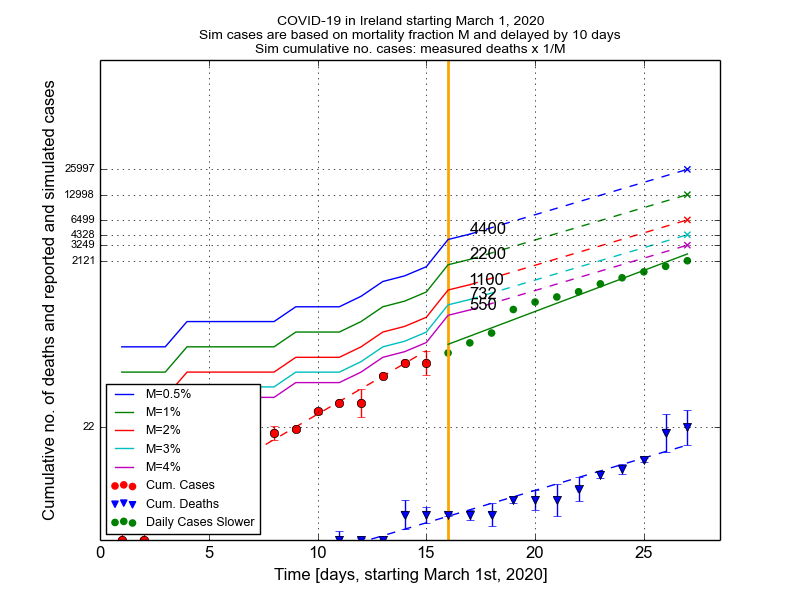 COVID-19 in Ireland starting March 1, 2020
Sim cases are based on mortality fraction M and delayed by 10 days
Sim cumulative no. cases: measured deaths x 1/M
Cumulative no. of deaths and reported and simulated cases
25997
12998
6499
4328
3249
2121
22
4400
2200
1100
732
550
M=0.5%
M=1%
M=2%
M=3%
M=4%
Cum. Cases
Cum. Deaths
Daily Cases Slower
0 5 10 15 20 25
Time [days, starting March 1st, 2020]